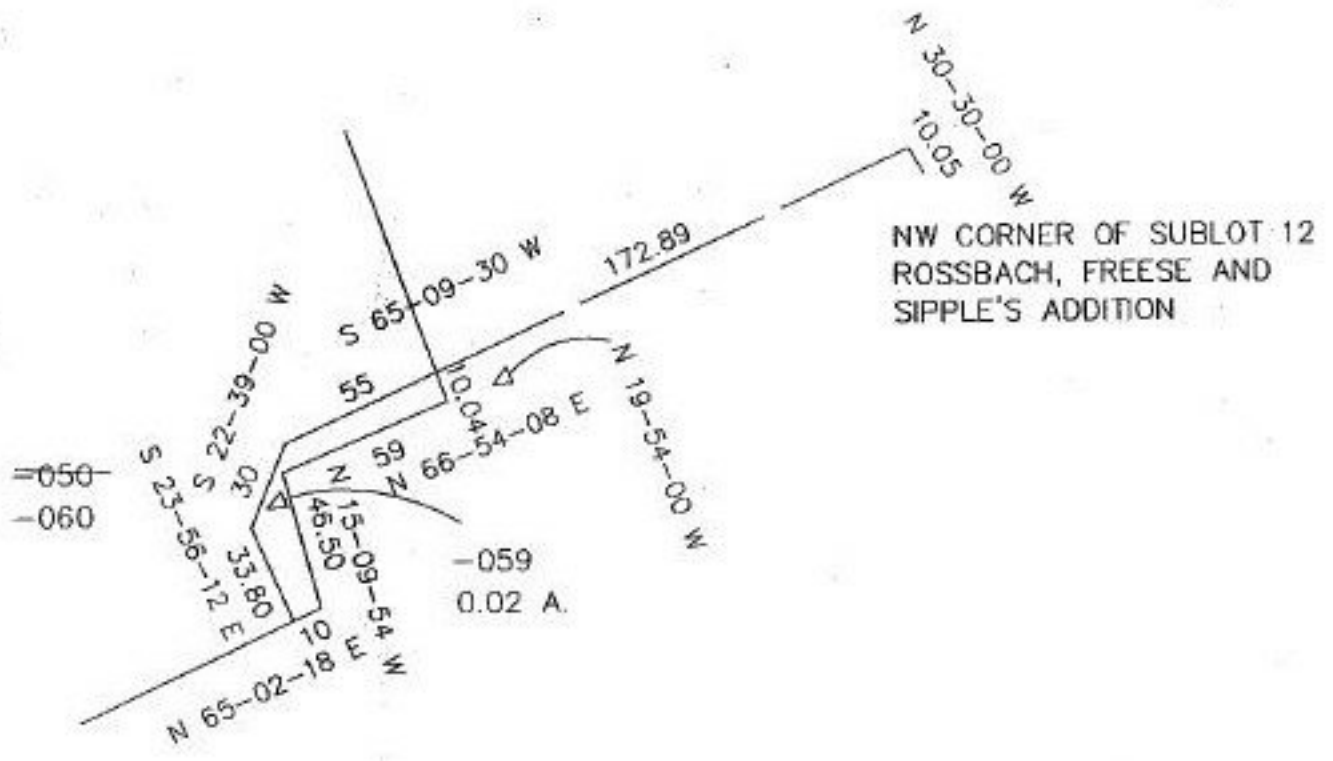 N 30-30-00 W
10.05
172.89
NW CORNER OF SUBLOT 12
ROSSBACH, FREESE AND
SIPPLE'S ADDITION
S 65-09-30 W
55
10.04
N 19-54-00 W
59
N 66-54-08 E
S 22-39-00 W
30
=050
-060
S 23-56-12 E
33.80
N 15-09-54 W
46.50
-059
0.02 A.
10
N 65-02-18 E